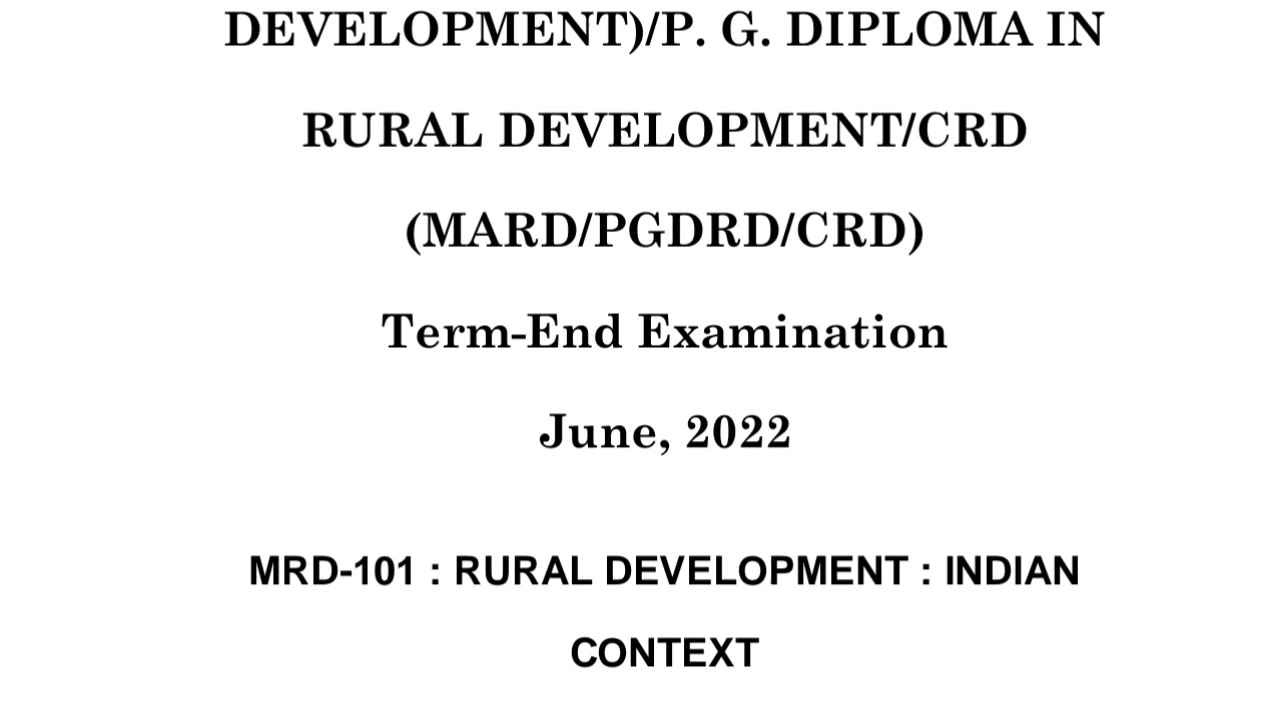 DEVELOPMENT)/P. G. DIPLOMA IN
RURAL DEVELOPMENT/CRD
(MARD/PGDRD/CRD)
Term-End Examination
June, 2022
MRD-101 : RURAL DEVELOPMENT : INDIAN
CONTEXT